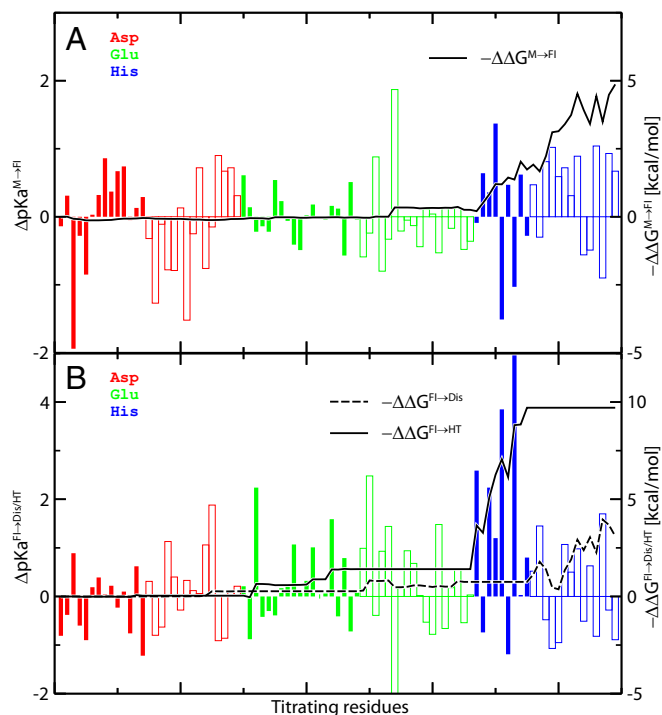 A
Asp
Glu
His
−ΔΔG^M→FI
2
0
-2
ΔpKa^M→FI
5
0
-5
−ΔΔG^M→FI [kcal/mol]
B
Asp
Glu
His
−ΔΔG^FI→Dis
−ΔΔG^FI→HT
4
2
0
-2
ΔpKa^FI→Dis/HT
10
5
0
-5
−ΔΔG^FI→Dis/HT [kcal/mol]
Titrating residues